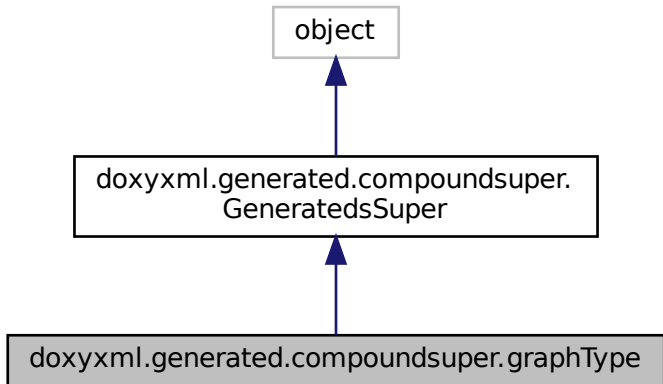 object
doxyxml.generated.compoundsuper.
GeneratedsSuper
doxyxml.generated.compoundsuper.graphType